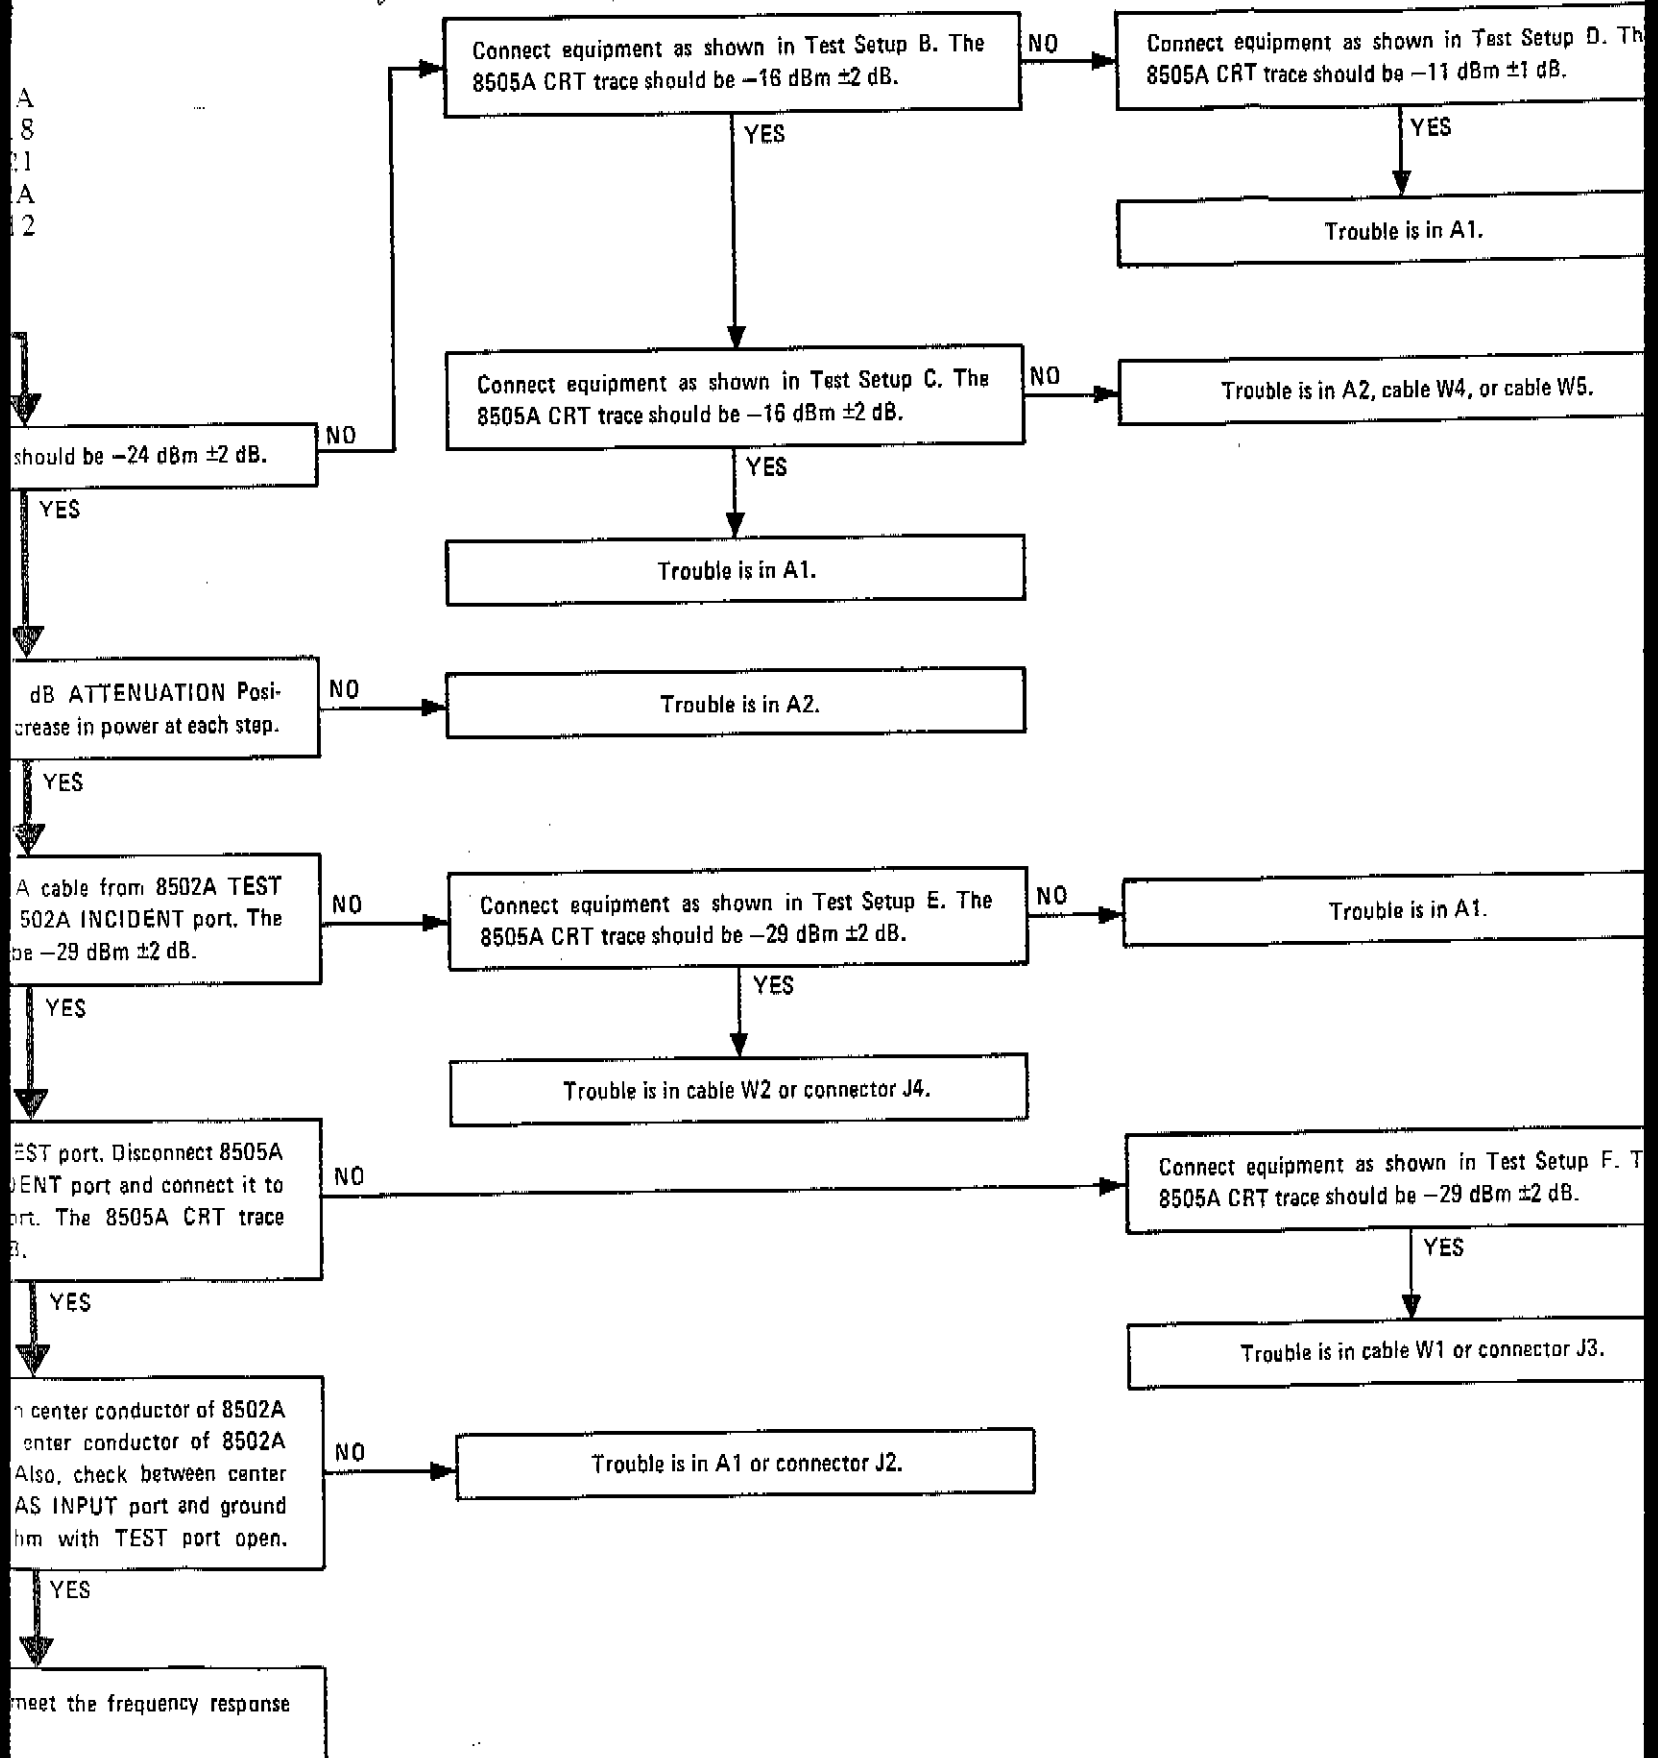 Connect equipment as shown in Test Setup B. The
8505A CRT trace should be −16 dBm ±2 dB.
NO
Connect equipment as shown in Test Setup D.
8505A CRT trace should be −11 dBm ±1 dB.
A
8
21
A
12
YES
YES
Trouble is in A1.
Connect equipment as shown in Test Setup C. The
8505A CRT trace should be −16 dBm ±2 dB.
NO
Trouble is in A2, cable W4, or cable W5.
should be −24 dBm ±2 dB.
NO
YES
YES
Trouble is in A1.
dB ATTENUATION Posi-
crease in power at each step.
NO
Trouble is in A2.
YES
A cable from 8502A TEST
502A INCIDENT port. The
be −29 dBm ±2 dB.
NO
Connect equipment as shown in Test Setup E. The
8505A CRT trace should be −29 dBm ±2 dB.
NO
Trouble is in A1.
YES
YES
Trouble is in cable W2 or connector J4.
EST port. Disconnect 8505A
DENT port and connect it to
ort. The 8505A CRT trace
B.
NO
Connect equipment as shown in Test Setup F. T
8505A CRT trace should be −29 dBm ±2 dB.
YES
YES
Trouble is in cable W1 or connector J3.
center conductor of 8502A
enter conductor of 8502A
Also, check between center
AS INPUT port and ground
hm with TEST port open.
NO
Trouble is in A1 or connector J2.
YES
meet the frequency response